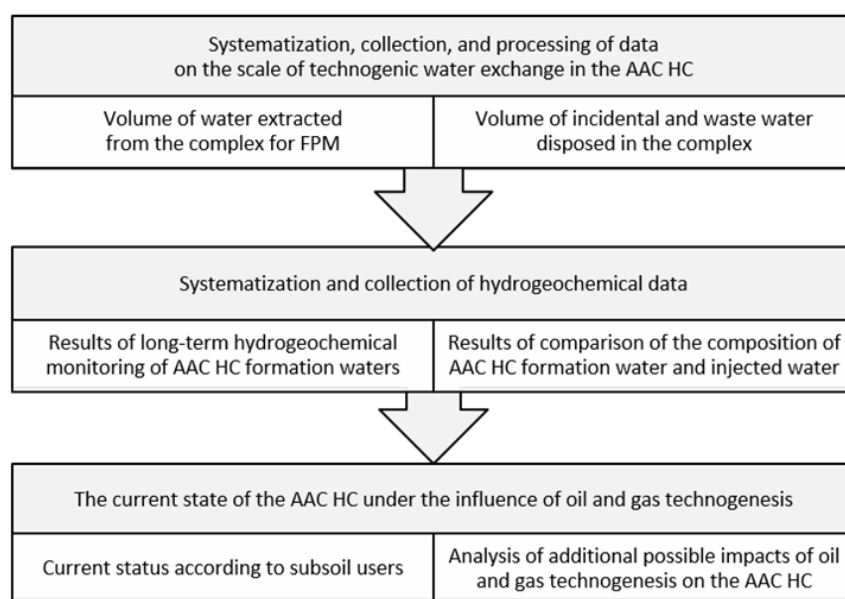 Systematization, collection, and processing of data
on the scale of technogenic water exchange in the AAC HC
Volume of water extracted
from the complex for FPM
Volume of incidental and waste water
disposed in the complex
Systematization and collection of hydrogeochemical data
Results of long-term hydrogeochemical
monitoring of AAC HC formation waters
Results of comparison of the composition of
AAC HC formation water and injected water
The current state of the AAC HC under the influence of oil and gas technogenesis
Current status according to subsoil users
Analysis of additional possible impacts of oil
and gas technogenesis on the AAC HC